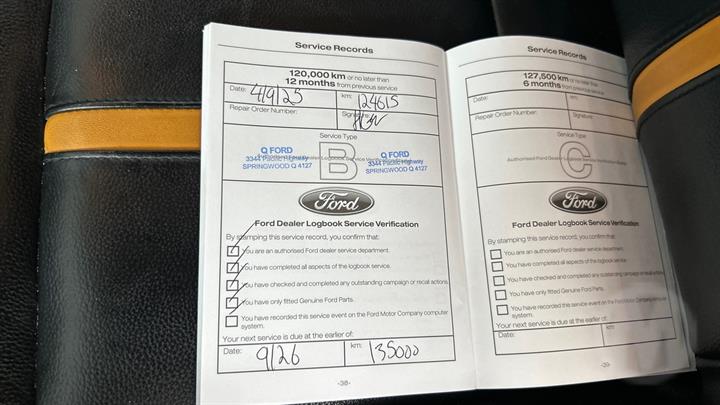 Service Records
120,000 km or no later than
12 months from previous service
Date: 4/9/25 km: 124615
Repair Order Number: Signature:
Service Type
B
Q FORD
3344 Pacific Highway
SPRINGWOOD Q 4127
Q FORD
3344 Pacific Highway
SPRINGWOOD Q 4127
Ford
Ford Dealer Logbook Service Verification
By stamping this service record, you confirm that:
You are an authorised Ford dealer service department.
You have completed all aspects of the logbook service.
You have checked and completed any outstanding campaign or recall actions.
You have only fitted Genuine Ford Parts.
You have recorded this service event on the Ford Motor Company computer
system.
Your next service is due at the earlier of:
Date: 9/26 km: 135000
-38-
Service Records
127,500 km or no later than
6 months from previous service
Date: km:
Repair Order Number: Signature:
Service Type
C
Authorised Ford Dealer Logbook Service Verification
Ford
Ford Dealer Logbook Service Verification
By stamping this service record, you confirm that:
You are an authorised Ford dealer service department.
You have completed all aspects of the logbook service.
You have checked and completed any outstanding campaign or recall actions.
You have only fitted Genuine Ford Parts.
You have recorded this service event on the Ford Motor Company computer
system.
Your next service is due at the earlier of:
Date: km: